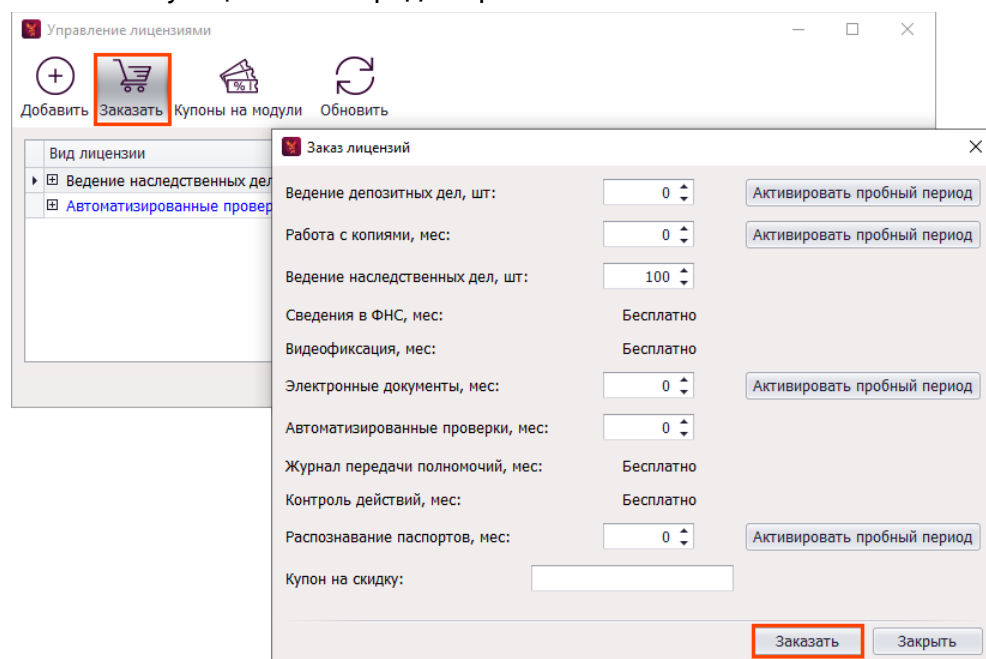 Управление лицензиями
Добавить Заказать Купоны на модули Обновить
Вид лицензии
Ведение наследственных дел
Автоматизированные провер
Заказ лицензий
Ведение депозитных дел, шт: 0 Активировать пробный период
Работа с копиями, мес: 0 Активировать пробный период
Ведение наследственных дел, шт: 100
Сведения в ФНС, мес: Бесплатно
Видеофиксация, мес: Бесплатно
Электронные документы, мес: 0 Активировать пробный период
Автоматизированные проверки, мес: 0
Журнал передачи полномочий, мес: Бесплатно
Контроль действий, мес: Бесплатно
Распознавание паспортов, мес: 0 Активировать пробный период
Купон на скидку:
Заказать Закрыть